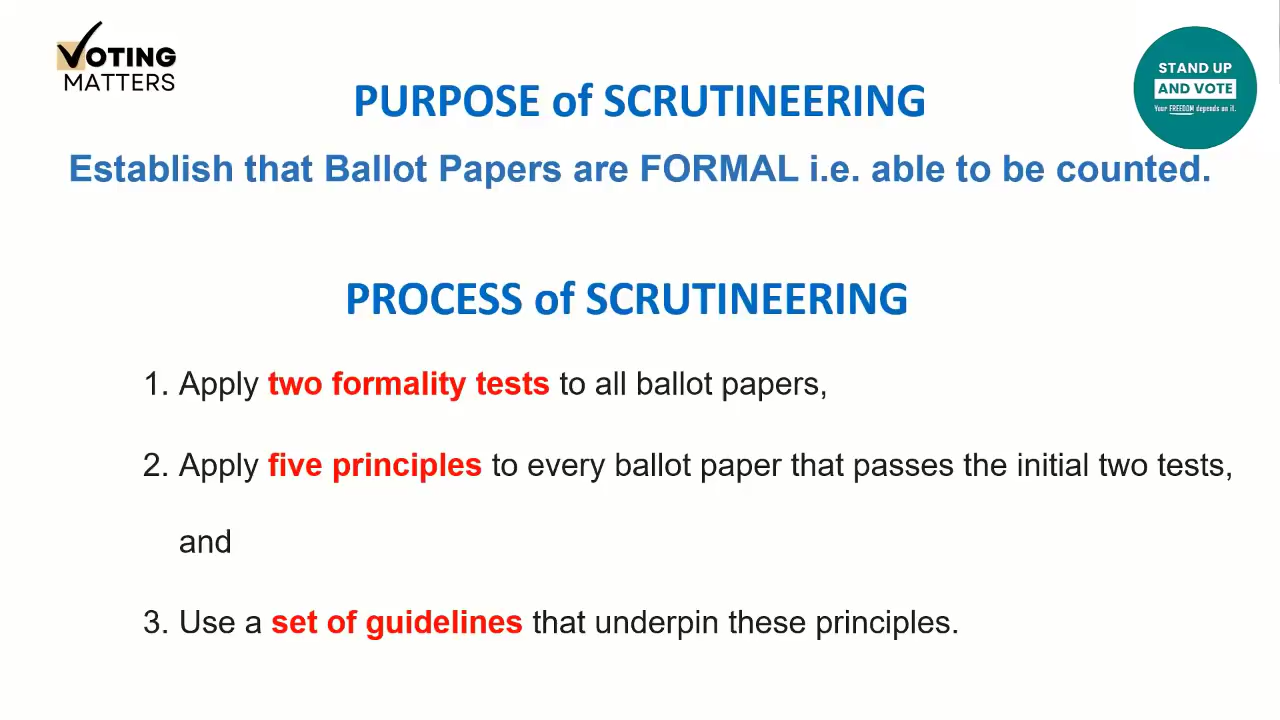 VOTING
MATTERS
STAND UP
AND VOTE
Your FREEDOM depends on it.
PURPOSE of SCRUTINEERING
Establish that Ballot Papers are FORMAL i.e. able to be counted.
PROCESS of SCRUTINEERING
1. Apply two formality tests to all ballot papers,
2. Apply five principles to every ballot paper that passes the initial two tests,
and
3. Use a set of guidelines that underpin these principles.